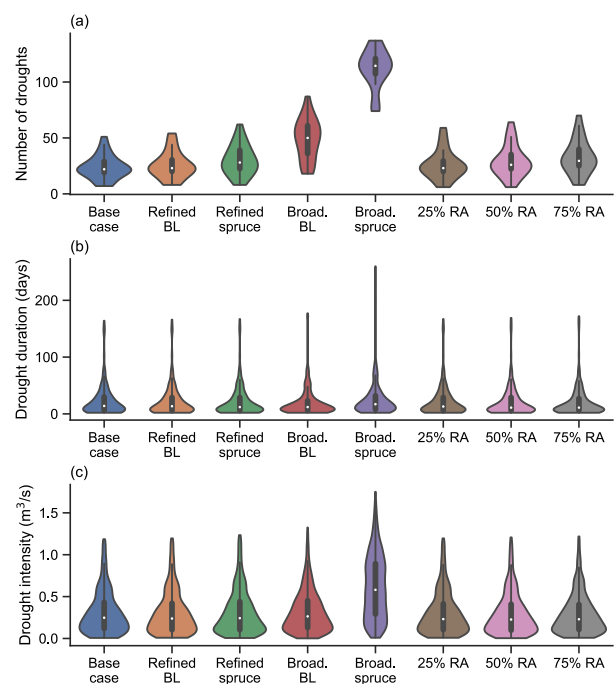 (a)
Number of droughts
100
50
0
Base case
Refined BL
Refined spruce
Broad. BL
Broad. spruce
25% RA
50% RA
75% RA
(b)
Drought duration (days)
200
100
0
Base case
Refined BL
Refined spruce
Broad. BL
Broad. spruce
25% RA
50% RA
75% RA
(c)
Drought intensity (m³/s)
1.5
1.0
0.5
0.0
Base case
Refined BL
Refined spruce
Broad. BL
Broad. spruce
25% RA
50% RA
75% RA